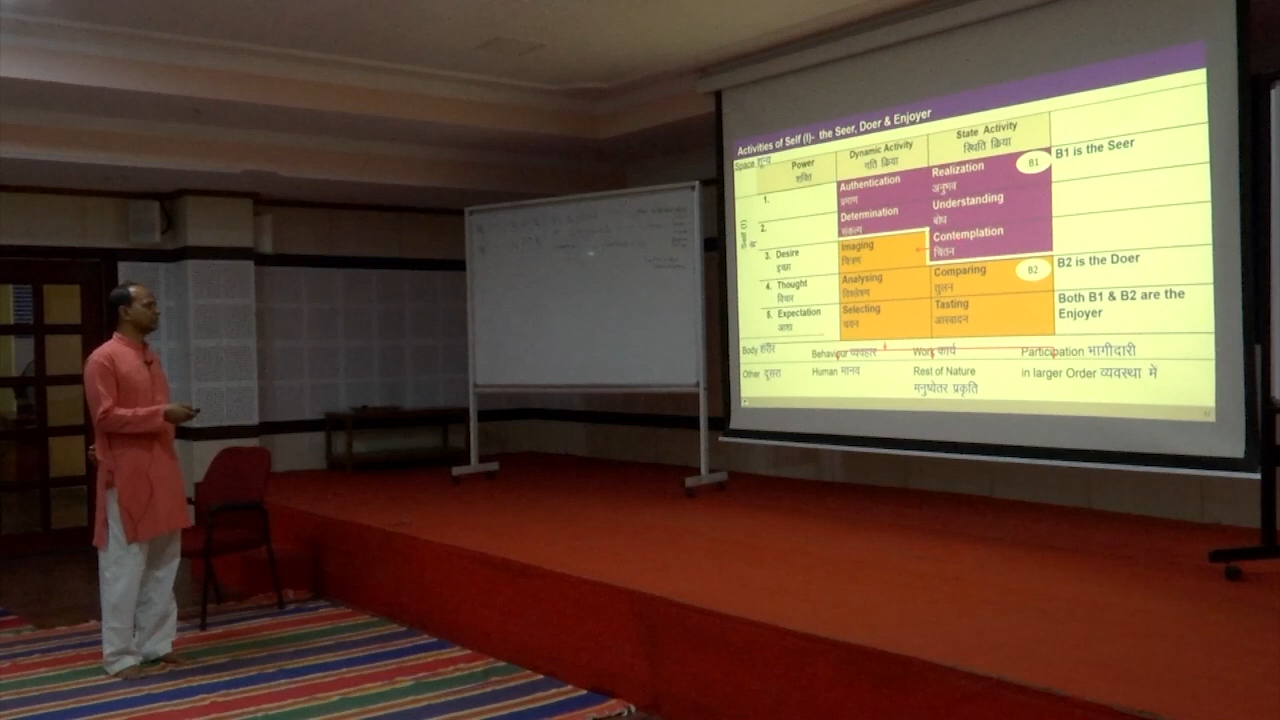 Activities of Self (I)- the Seer, Doer & Enjoyer
Space शून्य
Power
शक्ति
Dynamic Activity
गति क्रिया
State Activity
स्थिति क्रिया
Self (I)
मैं
1.
Authentication
प्रमाण
Realization
अनुभव
B1
B1 is the Seer
2.
Determination
संकल्प
Understanding
बोध
3. Desire
इच्छा
Imaging
चित्रण
Contemplation
चिंतन
4. Thought
विचार
Analysing
विश्लेषण
Comparing
तुलन
B2
B2 is the Doer
5. Expectation
आशा
Selecting
चयन
Tasting
आस्वादन
Both B1 & B2 are the
Enjoyer
Body शरीर Behaviour व्यवहार Work कार्य Participation भागीदारी
Other दूसरा Human मानव Rest of Nature in larger Order व्यवस्था में
मनुष्येतर प्रकृति